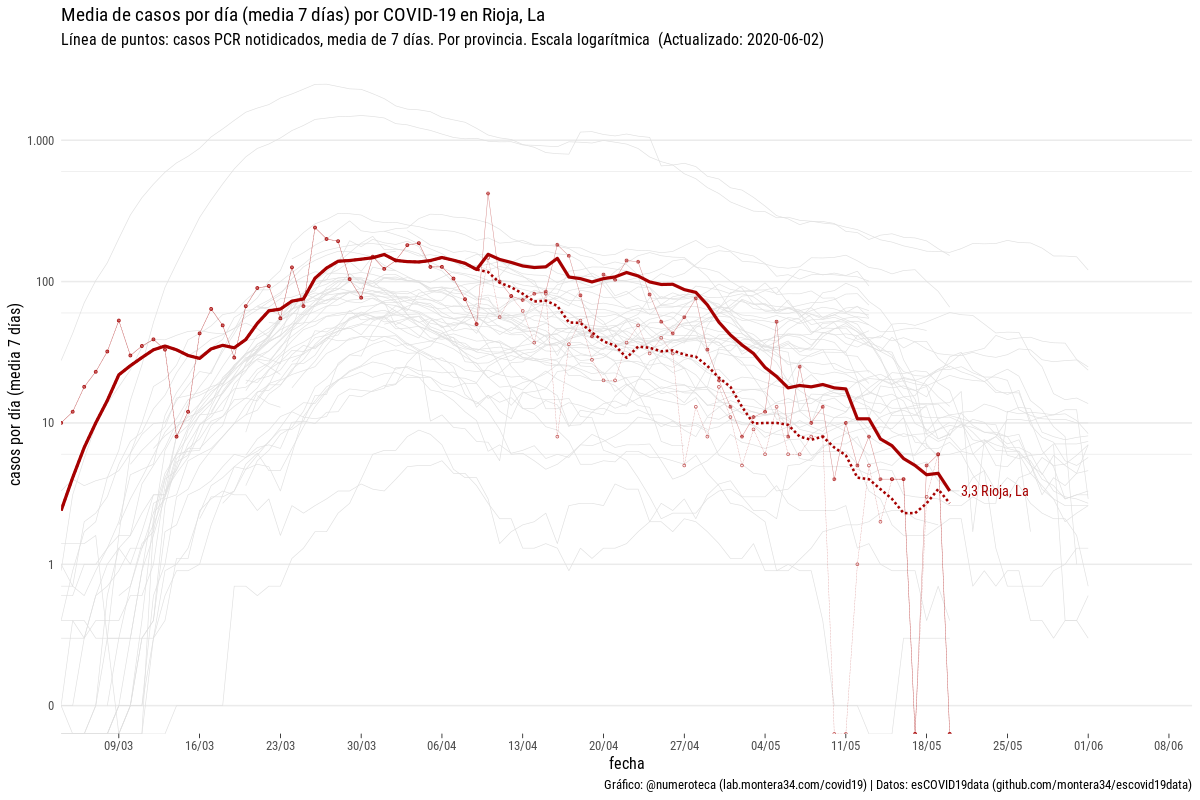 Media de casos por día (media 7 días) por COVID-19 en Rioja, La
Línea de puntos: casos PCR notidicados, media de 7 días. Por provincia. Escala logarítmica  (Actualizado: 2020-06-02)
casos por día (media 7 días)
1.000
100
10
1
0
3,3 Rioja, La
09/03 16/03 23/03 30/03 06/04 13/04 20/04 27/04 04/05 11/05 18/05 25/05 01/06 08/06
fecha
Gráfico: @numeroteca (lab.montera34.com/covid19) | Datos: esCOVID19data (github.com/montera34/escovid19data)